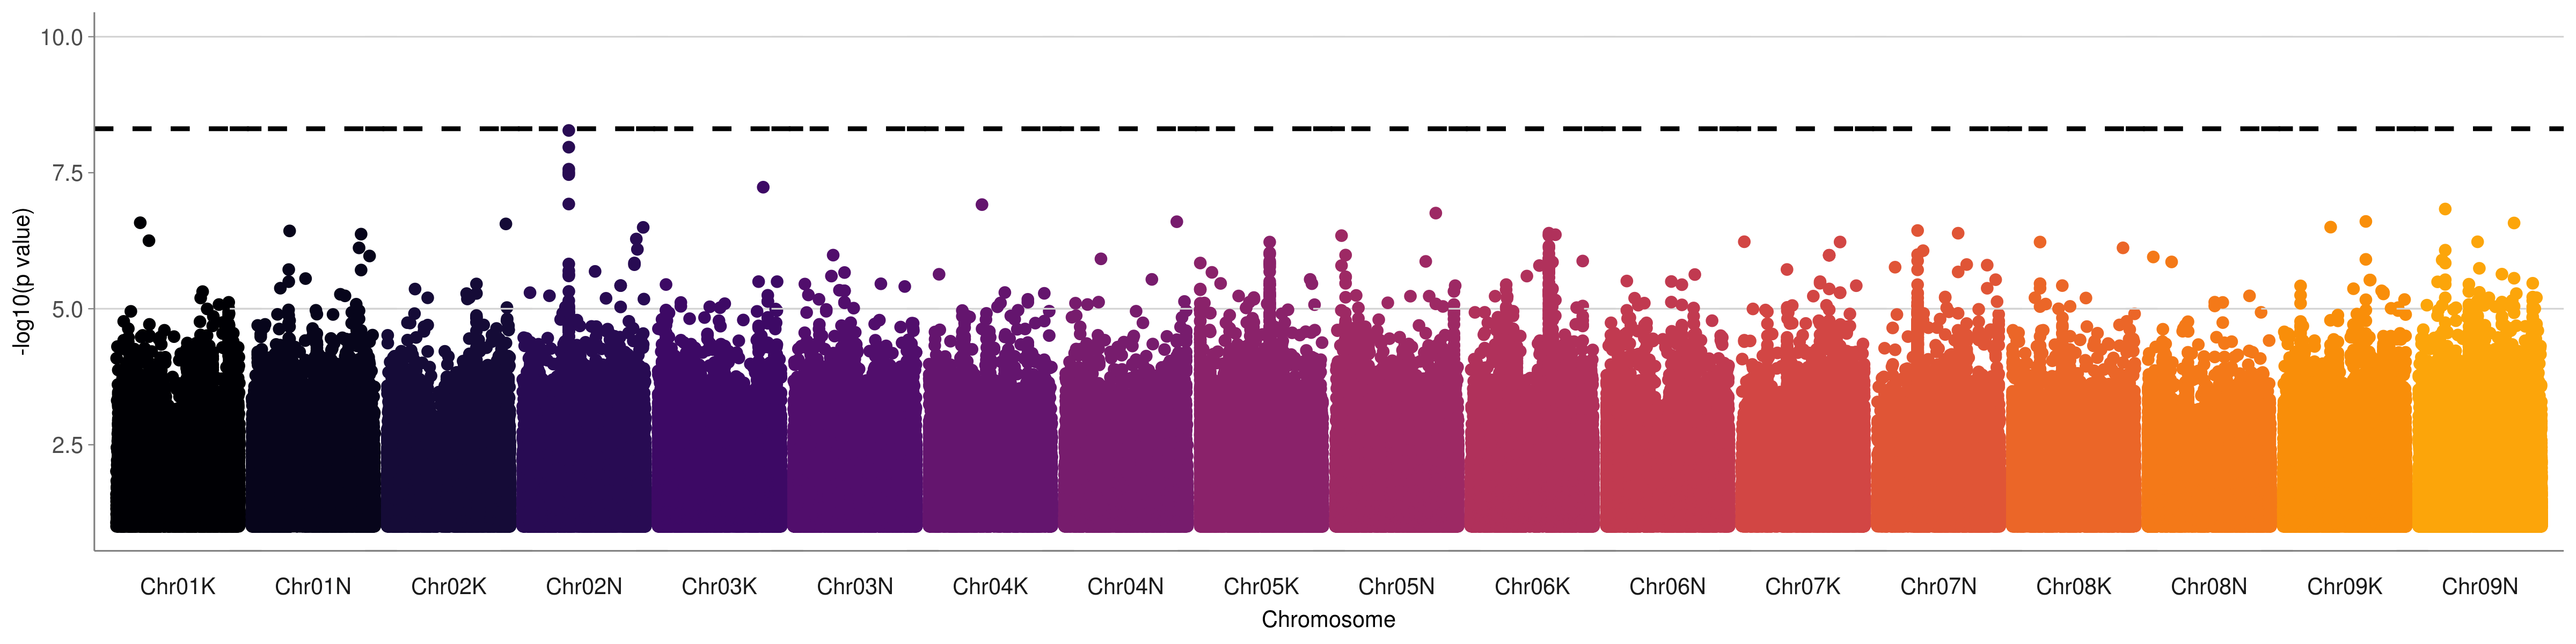 -log10(p value)
10.0
7.5
5.0
2.5
Chr01K Chr01N Chr02K Chr02N Chr03K Chr03N Chr04K Chr04N Chr05K Chr05N Chr06K Chr06N Chr07K Chr07N Chr08K Chr08N Chr09K Chr09N
Chromosome